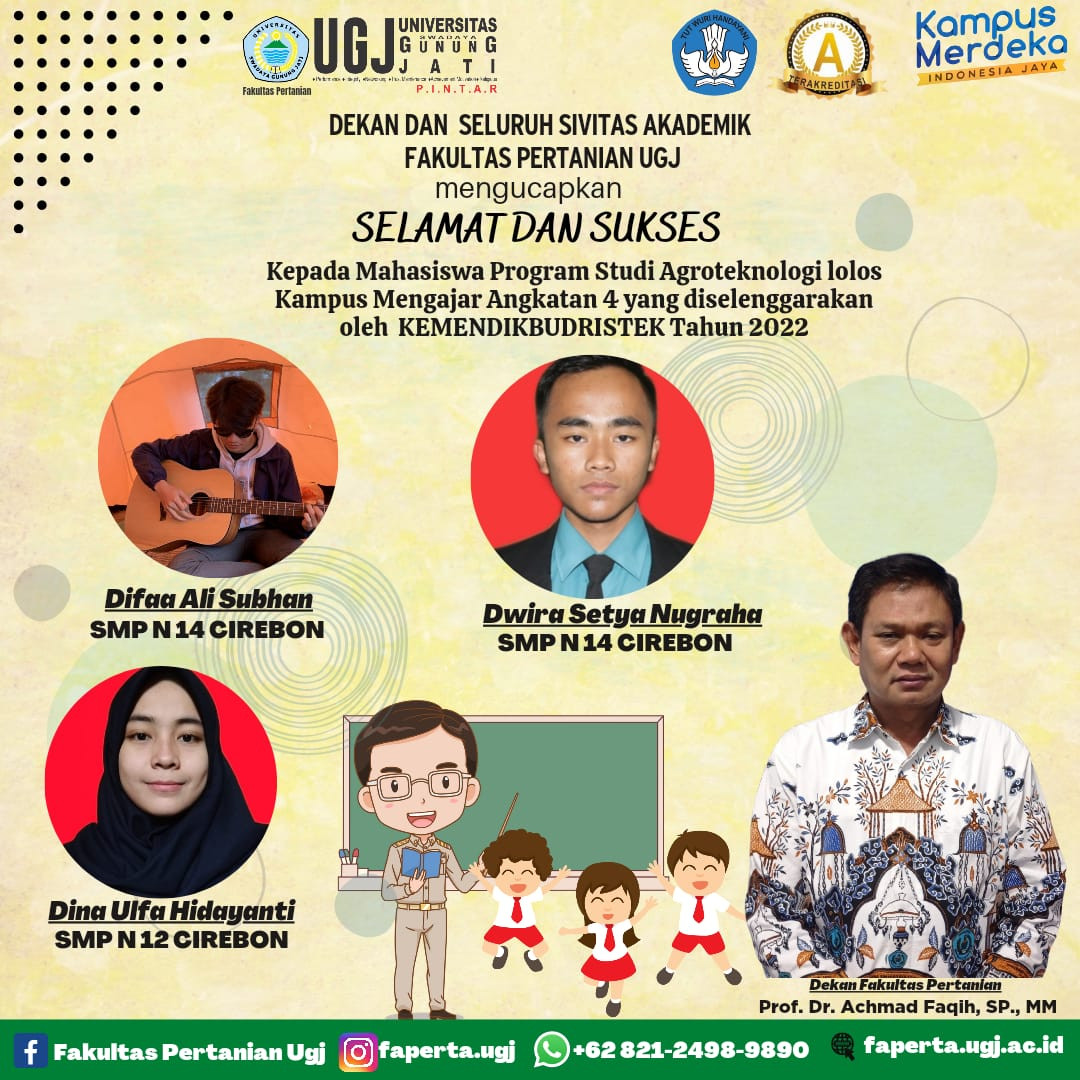 UNIVERSITAS
SWADAYA GUNUNG JATI
Fakultas Pertanian
UGJ
UNIVERSITAS
SWADAYA
GUNUNG
JATI
P.I.N.T.A.R
TUT WURI HANDAYANI
A
TERAKREDITASI
Kampus
Merdeka
INDONESIA JAYA
DEKAN DAN SELURUH SIVITAS AKADEMIK
FAKULTAS PERTANIAN UGJ
mengucapkan
SELAMAT DAN SUKSES
Kepada Mahasiswa Program Studi Agroteknologi lolos
Kampus Mengajar Angkatan 4 yang diselenggarakan
oleh KEMENDIKBUDRISTEK Tahun 2022
Difaa Ali Subhan
SMP N 14 CIREBON
Dwira Setya Nugraha
SMP N 14 CIREBON
Dina Ulfa Hidayanti
SMP N 12 CIREBON
Dekan Fakultas Pertanian
Prof. Dr. Achmad Faqih, SP., MM
Fakultas Pertanian Ugj
faperta.ugj
+62 821-2498-9890
faperta.ugj.ac.id